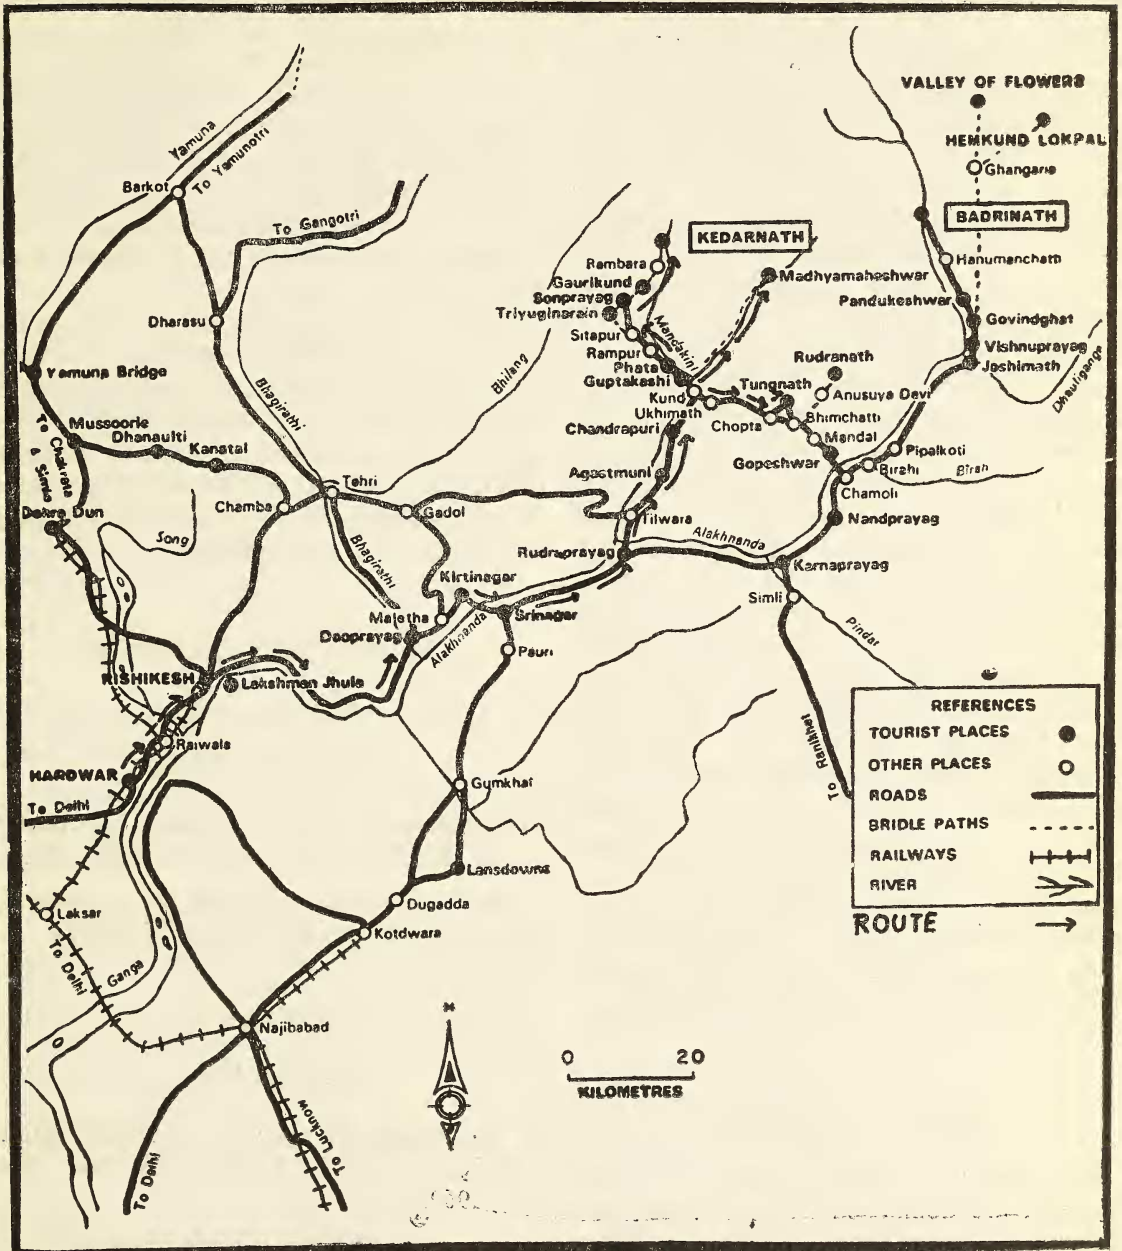 VALLEY OF FLOWERS
HEMKUND LOKPAL
Ghangaria
BADRINATH
Hanumanchatti
Pandukeshwar
Govindghat
Vishnuprayag
Joshimath
Dhauliganga
Yamuna
To Yamunotri
Barkot
To Gangotri
KEDARNATH
Rambara
Gaurikund
Sonprayag
Triyuginarain
Madhyamaheshwar
Dharasu
Sitapur
Rampur
Phata
Guptakashi
Mandakini
Bhilang
Rudranath
Yamuna Bridge
Bhagirathi
Kund
Ukhimath
Tungnath
Anusuya Devi
Chopta
Bhimchatti
Mandal
Chandrapuri
Gopeshwar
Pipalkoti
Birahi
Birah
Chamoli
To Chakrata
& Simla
Mussoorie
Dhanaulti
Kanatal
Agastmuni
Tehri
Chamba
Gadol
Tilwara
Nandprayag
Dehra Dun
Song
Alakhnanda
Bhagirathi
Rudraprayag
Karnaprayag
Kirtinagar
Simli
Maletha
Srinagar
Deoprayag
Alakhnanda
Pauri
Pindar
RISHIKESH
Lakshman Jhula
Raiwala
HARDWAR
To Delhi
Gumkhal
To Ranikhet
Lansdowne
Dugadda
Laksar
Kotdwara
To Delhi
Ganga
Najibabad
To Lucknow
To Delhi
REFERENCES
TOURIST PLACES
OTHER PLACES
ROADS
BRIDLE PATHS
RAILWAYS
RIVER
ROUTE
0 20
KILOMETRES